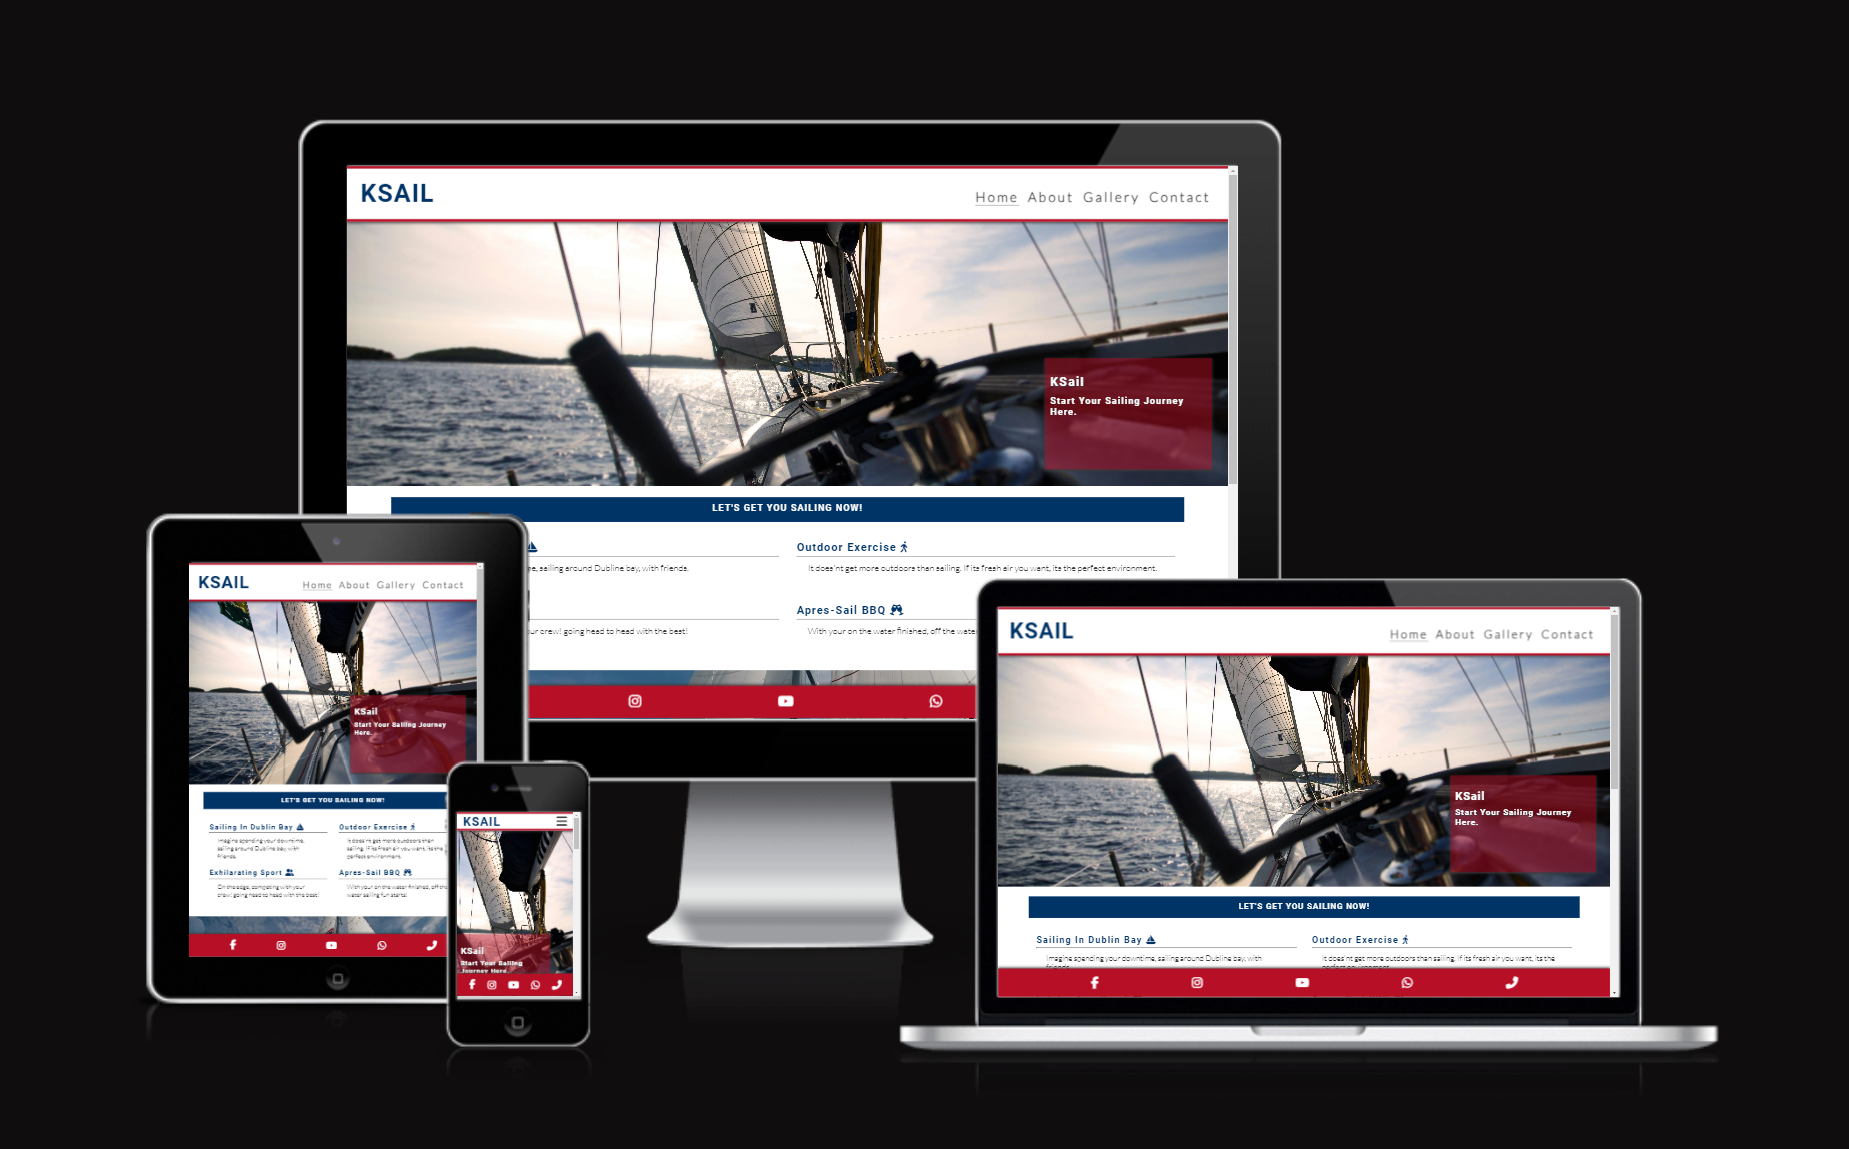 KSAIL
Home About Gallery Contact
KSail
Start Your Sailing Journey
Here.
LET'S GET YOU SAILING NOW!
Outdoor Exercise
sailing around Dubline bay, with friends.
It does'nt get more outdoors than sailing. If its fresh air you want, its the perfect environment.
Apres-Sail BBQ
crew! going head to head with the best!
With your on the water finished, off the
KSAIL
Home About Gallery Contact
KSail
Start Your Sailing Journey
Here.
LET'S GET YOU SAILING NOW!
Sailing In Dublin Bay
Imagine spending your downtime,
sailing around Dubline bay, with
friends.
Outdoor Exercise
It does'nt get more outdoors than
sailing. If its fresh air you want, its the
perfect environment.
Exhilarating Sport
On the edge, competing with your
crew! going head to head with the best!
Apres-Sail BBQ
With your on the water finished, off the
water sailing fun starts!
KSAIL
KSail
Start Your Sailing
Journey Here.
KSAIL
Home About Gallery Contact
KSail
Start Your Sailing Journey
Here.
LET'S GET YOU SAILING NOW!
Sailing In Dublin Bay
Imagine spending your downtime, sailing around Dubline bay, with
friends.
Outdoor Exercise
It does'nt get more outdoors than sailing. If its fresh air you want, its the
perfect environment.